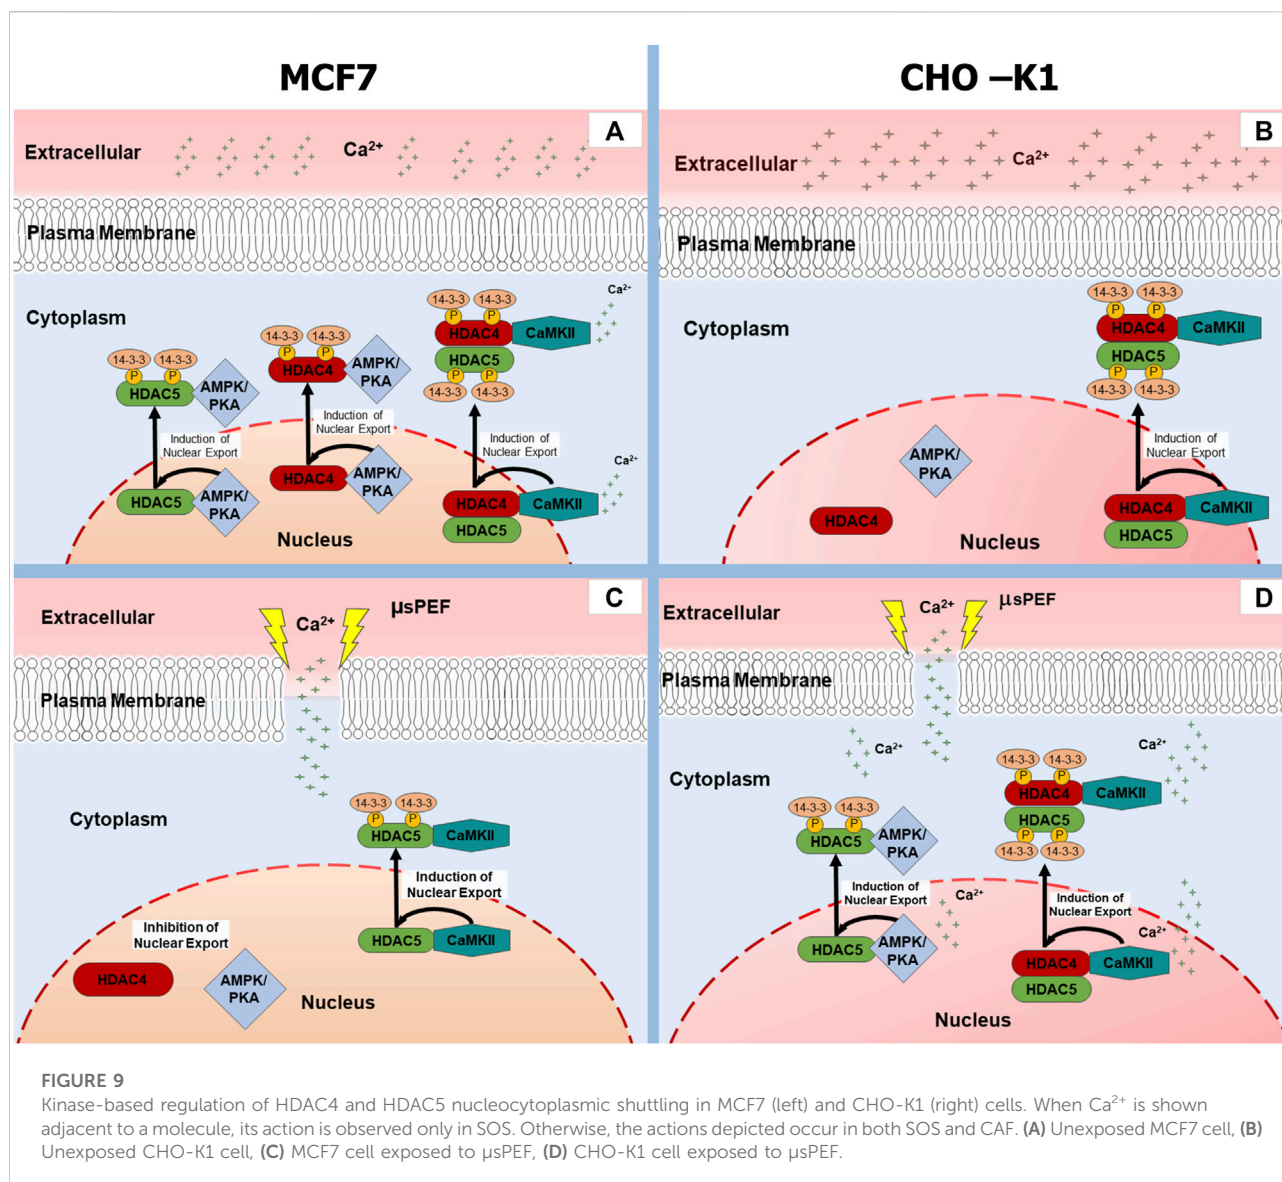 MCF7
CHO –K1
A
Extracellular
Ca2+
Plasma Membrane
Cytoplasm
14-3-3
14-3-3
P
P
HDAC5
AMPK/
PKA
14-3-3
14-3-3
P
P
HDAC4
AMPK/
PKA
14-3-3
14-3-3
P
P
HDAC4
CaMKII
HDAC5
P
P
14-3-3
14-3-3
Ca2+
Induction of
Nuclear Export
Induction of
Nuclear Export
Induction of
Nuclear Export
HDAC5
AMPK/
PKA
HDAC4
AMPK/
PKA
HDAC4
CaMKII
HDAC5
Ca2+
Nucleus
B
Extracellular
Ca2+
Plasma Membrane
Cytoplasm
14-3-3
14-3-3
P
P
HDAC4
CaMKII
HDAC5
P
P
14-3-3
14-3-3
Induction of
Nuclear Export
AMPK/
PKA
HDAC4
HDAC4
CaMKII
HDAC5
Nucleus
C
Extracellular
Ca2+
µsPEF
Plasma Membrane
Cytoplasm
14-3-3
14-3-3
P
P
HDAC5
CaMKII
Induction of
Nuclear Export
HDAC5
CaMKII
Inhibition of
Nuclear Export
HDAC4
AMPK/
PKA
Nucleus
D
Extracellular
Ca2+
µsPEF
Plasma Membrane
Ca2+
Ca2+
Cytoplasm
14-3-3
14-3-3
P
P
HDAC5
AMPK/
PKA
14-3-3
14-3-3
P
P
HDAC4
CaMKII
HDAC5
P
P
14-3-3
14-3-3
Induction of
Nuclear Export
Ca2+
Induction of
Nuclear Export
Ca2+
HDAC5
AMPK/
PKA
HDAC4
CaMKII
HDAC5
Nucleus
FIGURE 9
Kinase-based regulation of HDAC4 and HDAC5 nucleocytoplasmic shuttling in MCF7 (left) and CHO-K1 (right) cells. When Ca2+ is shown
adjacent to a molecule, its action is observed only in SOS. Otherwise, the actions depicted occur in both SOS and CAF. (A) Unexposed MCF7 cell, (B)
Unexposed CHO-K1 cell, (C) MCF7 cell exposed to µsPEF, (D) CHO-K1 cell exposed to µsPEF.